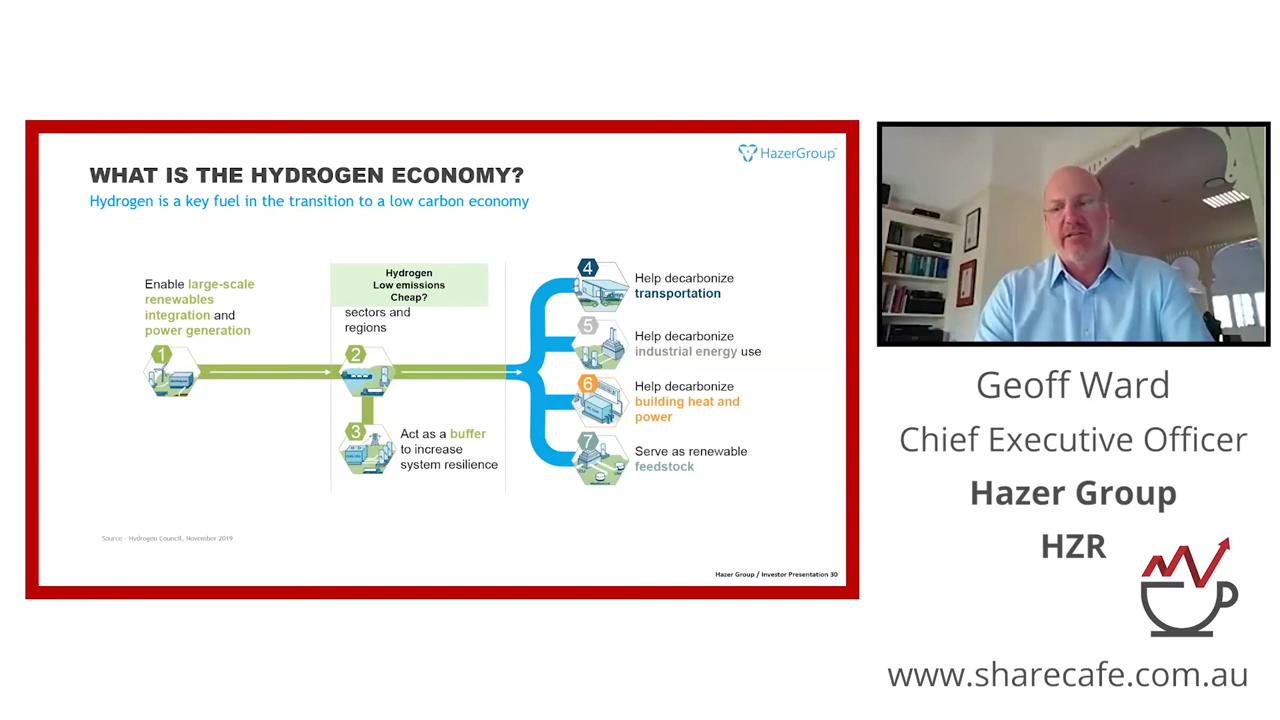 HazerGroup
WHAT IS THE HYDROGEN ECONOMY?
Hydrogen is a key fuel in the transition to a low carbon economy
Enable large-scale
renewables
integration and
power generation
1
Hydrogen
Low emissions
Cheap?
sectors and
regions
2
3
Act as a buffer
to increase
system resilience
4
Help decarbonize
transportation
5
Help decarbonize
industrial energy use
6
Help decarbonize
building heat and
power
7
Serve as renewable
feedstock
Source - Hydrogen Council, November 2019
Hazer Group / Investor Presentation 30
Geoff Ward
Chief Executive Officer
Hazer Group
HZR
www.sharecafe.com.au